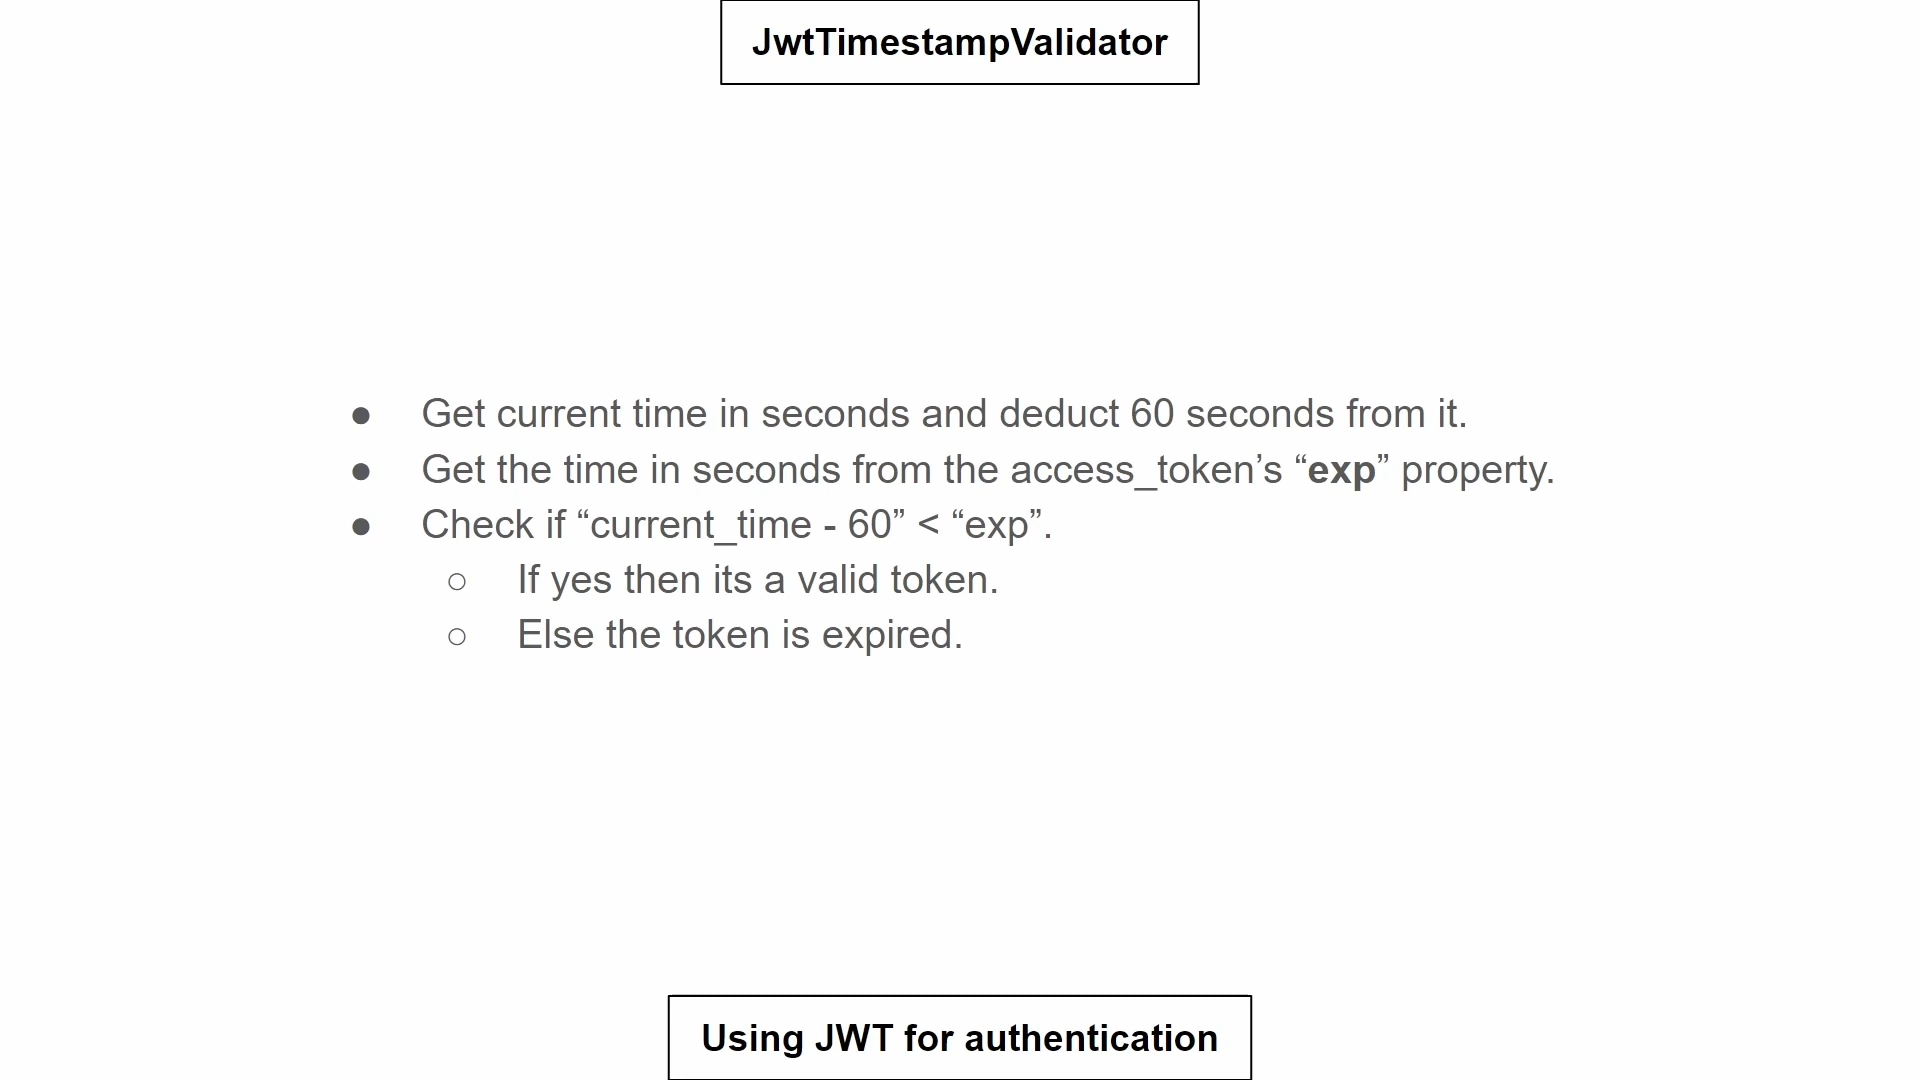 JwtTimestampValidator
● Get current time in seconds and deduct 60 seconds from it.
● Get the time in seconds from the access_token’s “exp” property.
● Check if “current_time - 60” < “exp”.
○ If yes then its a valid token.
○ Else the token is expired.
Using JWT for authentication